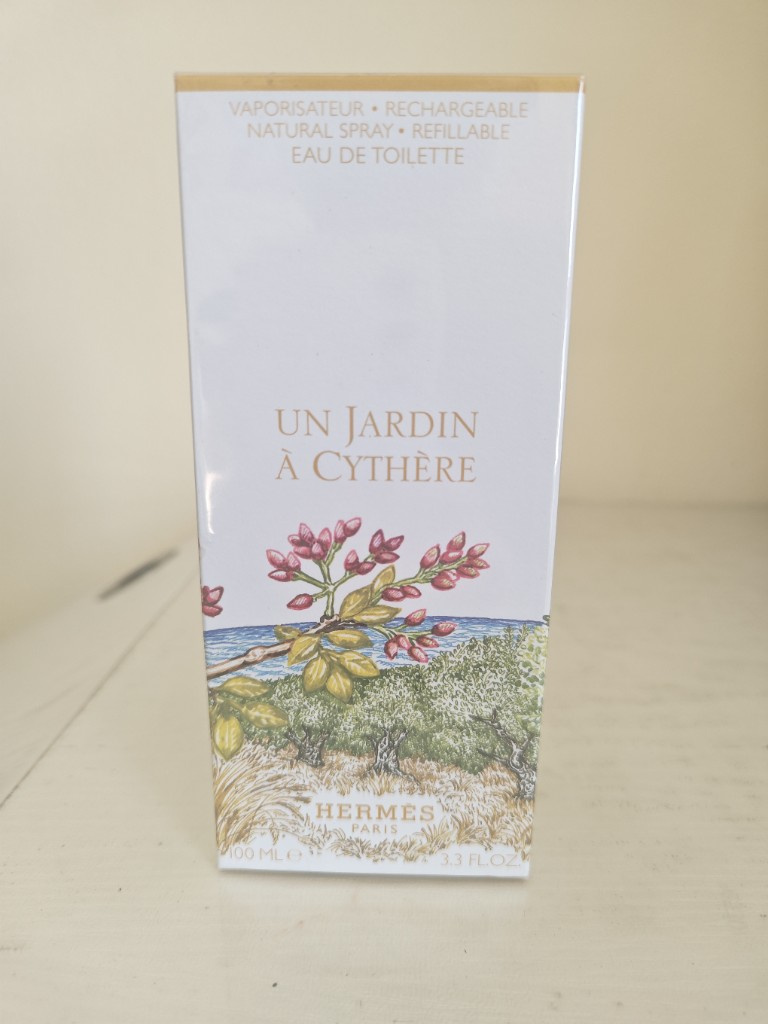 VAPORISATEUR • RECHARGEABLE
NATURAL SPRAY • REFILLABLE
EAU DE TOILETTE
UN JARDIN
À CYTHÈRE
HERMÈS
PARIS
100 ML ℮ 3.3 FL.OZ.